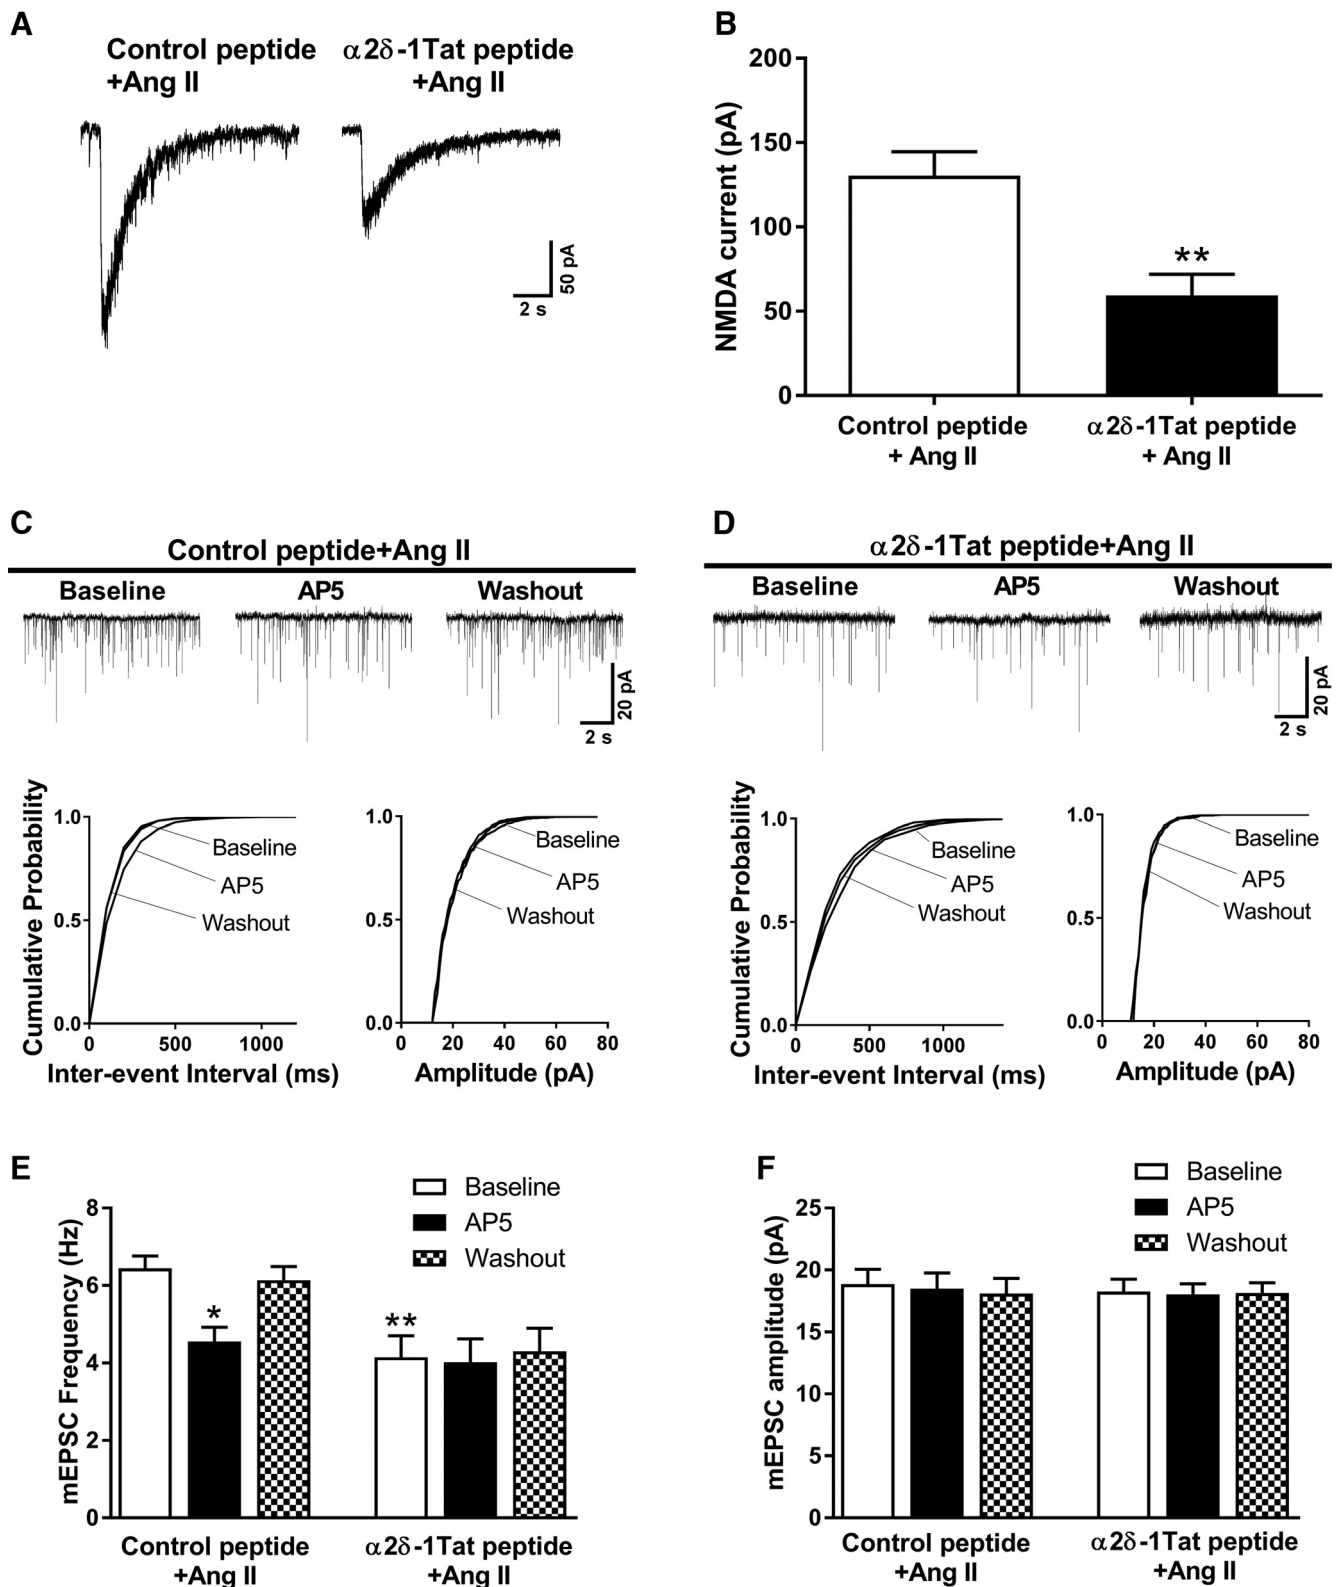 A
Control peptide
+Ang II
α2δ-1Tat peptide
+Ang II
50 pA
2 s
B
NMDA current (pA)
200
150
100
50
0
**
Control peptide
+ Ang II
α2δ-1Tat peptide
+ Ang II
C
Control peptide+Ang II
Baseline
AP5
Washout
20 pA
2 s
Cumulative Probability
1.0
0.5
0.0
Baseline
AP5
Washout
0
500
1000
Inter-event Interval (ms)
1.0
0.5
0.0
Baseline
AP5
Washout
0
20
40
60
80
Amplitude (pA)
D
α2δ-1Tat peptide+Ang II
Baseline
AP5
Washout
20 pA
2 s
Cumulative Probability
1.0
0.5
0.0
Baseline
AP5
Washout
0
500
1000
Inter-event Interval (ms)
1.0
0.5
0.0
Baseline
AP5
Washout
0
20
40
60
80
Amplitude (pA)
E
Baseline
AP5
Washout
mEPSC Frequency (Hz)
8
6
4
2
0
*
**
Control peptide
+Ang II
α2δ-1Tat peptide
+Ang II
F
Baseline
AP5
Washout
mEPSC amplitude (pA)
25
20
15
10
5
0
Control peptide
+Ang II
α2δ-1Tat peptide
+Ang II